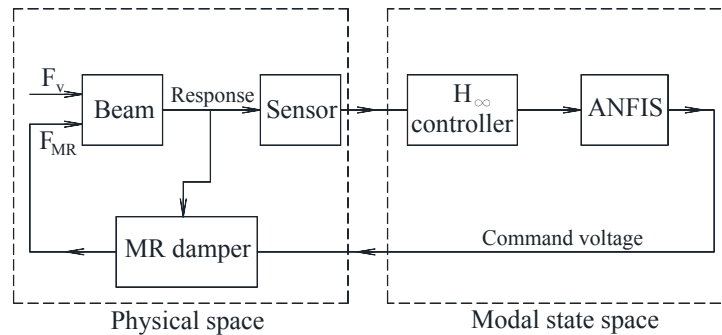 F_v
Beam
F_MR
Response
Sensor
H_∞
controller
ANFIS
MR damper
Command voltage
Physical space
Modal state space